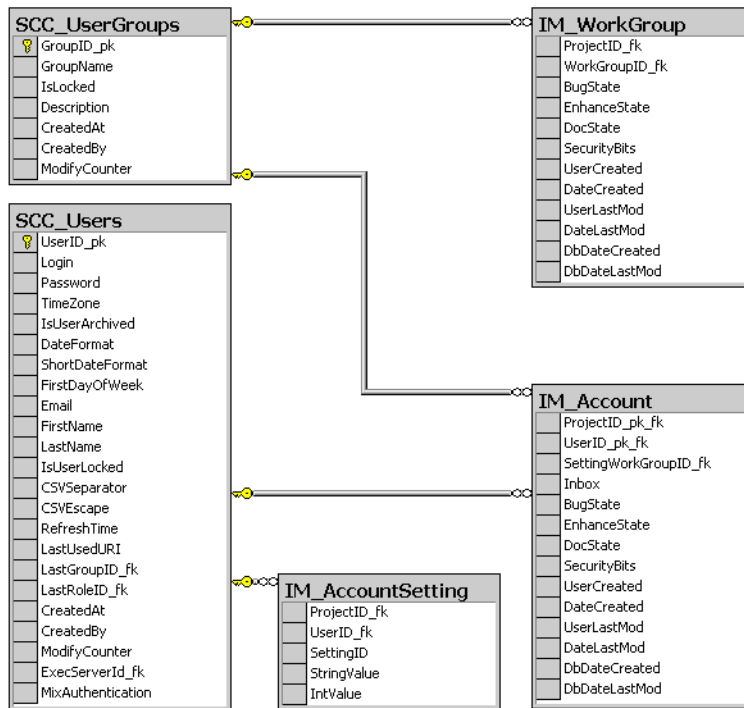 SCC_UserGroups
GroupID_pk
GroupName
IsLocked
Description
CreatedAt
CreatedBy
ModifyCounter
IM_WorkGroup
ProjectID_fk
WorkGroupID_fk
BugState
EnhanceState
DocState
SecurityBits
UserCreated
DateCreated
UserLastMod
DateLastMod
DbDateCreated
DbDateLastMod
SCC_Users
UserID_pk
Login
Password
TimeZone
IsUserArchived
DateFormat
ShortDateFormat
FirstDayOfWeek
Email
FirstName
LastName
IsUserLocked
CSVSeparator
CSVEscape
RefreshTime
LastUsedURI
LastGroupID_fk
LastRoleID_fk
CreatedAt
CreatedBy
ModifyCounter
ExecServerId_fk
MixAuthentication
IM_AccountSetting
ProjectID_fk
UserID_fk
SettingID
StringValue
IntValue
IM_Account
ProjectID_pk_fk
UserID_pk_fk
SettingWorkGroupID_fk
Inbox
BugState
EnhanceState
DocState
SecurityBits
UserCreated
DateCreated
UserLastMod
DateLastMod
DbDateCreated
DbDateLastMod